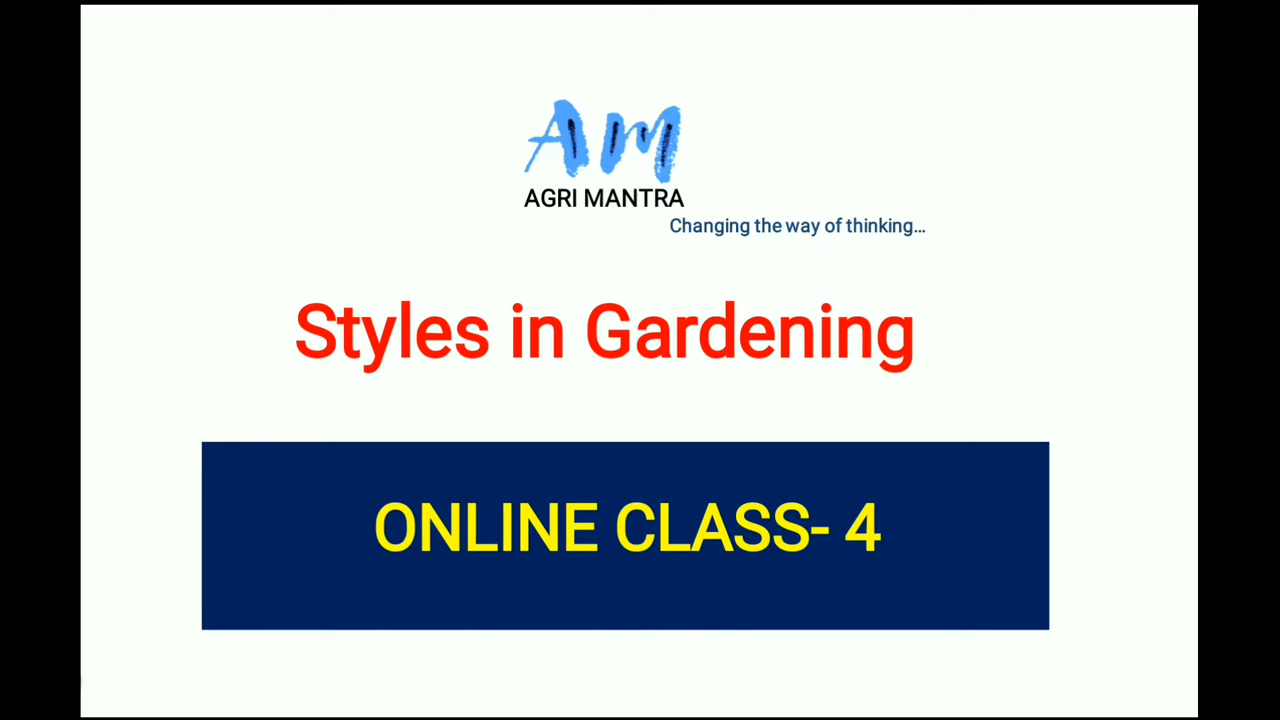 AM
AGRI MANTRA
Changing the way of thinking...
Styles in Gardening
ONLINE CLASS- 4